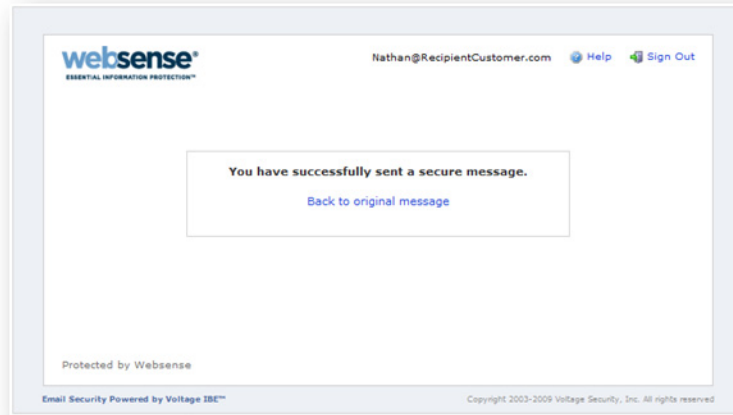 websense®
ESSENTIAL INFORMATION PROTECTION™
Nathan@RecipientCustomer.com Help Sign Out
You have successfully sent a secure message.
Back to original message
Protected by Websense
Email Security Powered by Voltage IBE™
Copyright 2003-2009 Voltage Security, Inc. All rights reserved